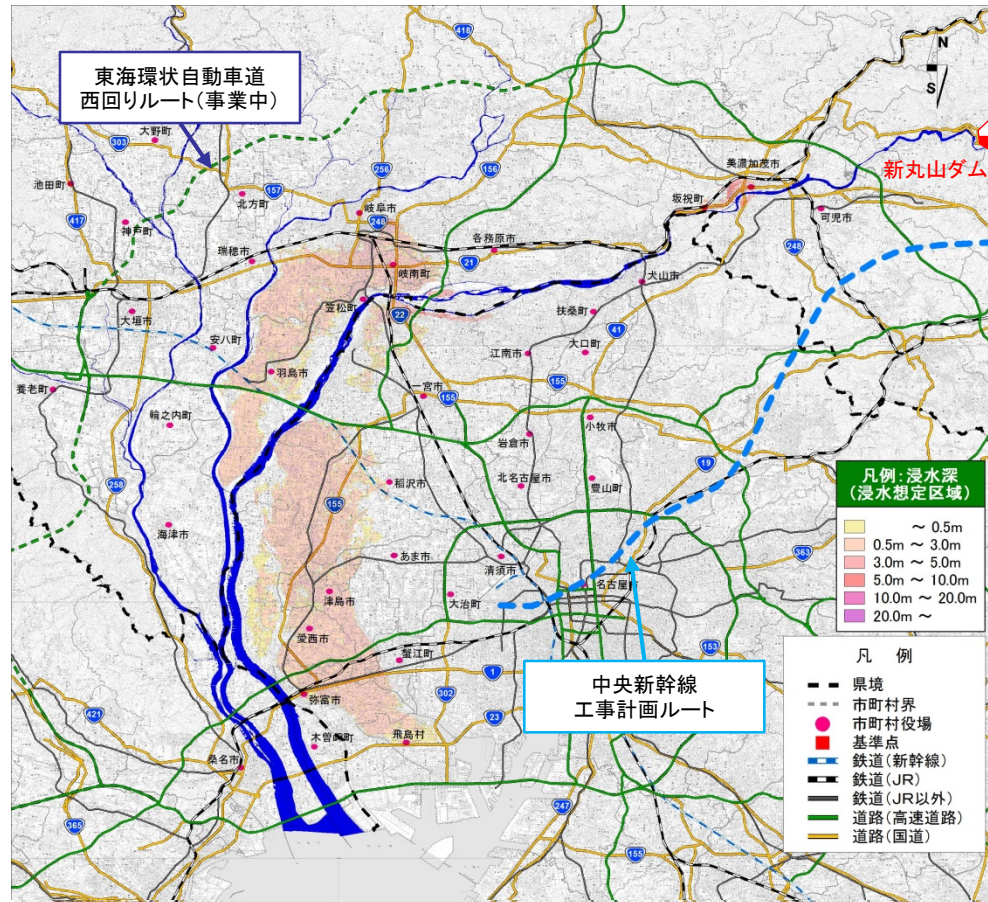 418
東海環状自動車道
西回りルート（事業中）
N
S
303
大野町
256
156
新丸山ダム
美濃加茂市
池田町
157
北方町
坂祝町
417
神戸町
岐阜市
248
可児市
瑞穂市
各務原市
21
248
岐南町
犬山市
大垣市
笠松町
22
扶桑町
41
安八町
江南市
大口町
羽島市
155
養老町
一宮市
155
輪之内町
小牧市
岩倉市
19
258
稲沢市
北名古屋市
豊山町
155
凡例：浸水深
（浸水想定区域）
～ 0.5m
0.5m ～ 3.0m
3.0m ～ 5.0m
5.0m ～ 10.0m
10.0m ～ 20.0m
20.0m ～
海津市
あま市
清須市
363
津島市
大治町
名古屋
愛西市
蟹江町
153
1
中央新幹線
工事計画ルート
弥富市
302
23
421
木曽岬町
飛島村
桑名市
247
365
155
凡 例
県境
市町村界
市町村役場
基準点
鉄道（新幹線）
鉄道（JR）
鉄道（JR以外）
道路（高速道路）
道路（国道）